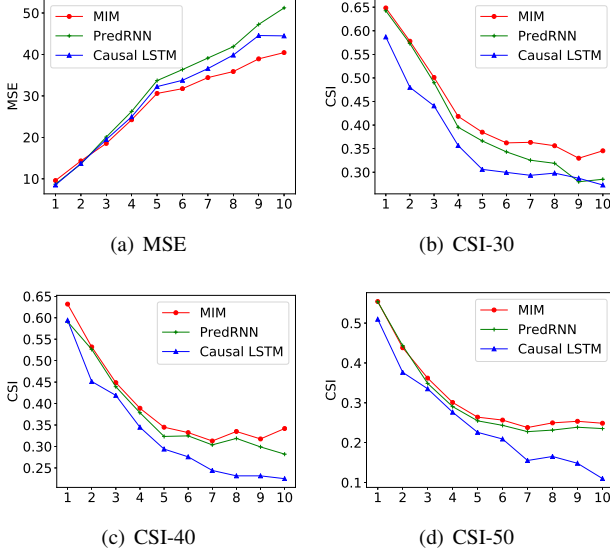 50
40
30
20
10
MSE
MIM
PredRNN
Causal LSTM
1 2 3 4 5 6 7 8 9 10
(a) MSE
0.65
0.60
0.55
0.50
0.45
0.40
0.35
0.30
CSI
MIM
PredRNN
Causal LSTM
1 2 3 4 5 6 7 8 9 10
(b) CSI-30
0.65
0.60
0.55
0.50
0.45
0.40
0.35
0.30
0.25
CSI
MIM
PredRNN
Causal LSTM
1 2 3 4 5 6 7 8 9 10
(c) CSI-40
0.5
0.4
0.3
0.2
0.1
CSI
MIM
PredRNN
Causal LSTM
1 2 3 4 5 6 7 8 9 10
(d) CSI-50